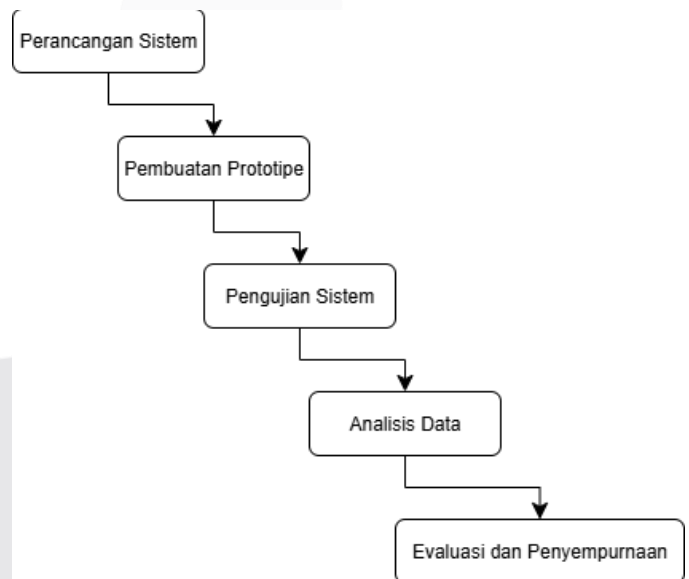 Perancangan Sistem
Pembuatan Prototipe
Pengujian Sistem
Analisis Data
Evaluasi dan Penyempurnaan